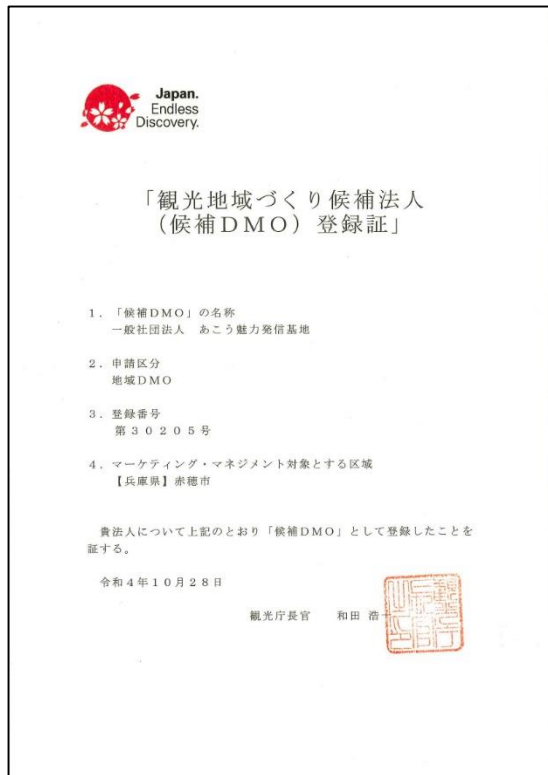 Japan.
Endless
Discovery.
「観光地域づくり候補法人
(候補DMO)登録証」
1.「候補DMO」の名称
一般社団法人 あこう魅力発信基地
2.申請区分
地域DMO
3.登録番号
第30205号
4.マーケティング・マネジメント対象とする区域
【兵庫県】赤穂市
貴法人について上記のとおり「候補DMO」として登録したことを
証する。
令和4年10月28日
観光庁長官 和田 浩一